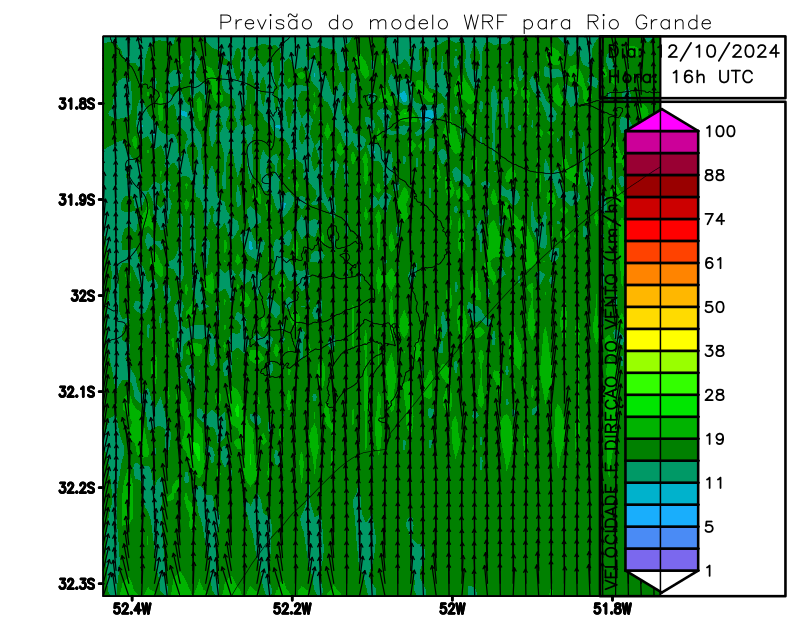 Previsão do modelo WRF para Rio Grande
Dia: 12/10/2024
Hora: 16h UTC
31.8S
31.9S
32S
32.1S
32.2S
32.3S
52.4W
52.2W
52W
51.8W
VELOCIDADE E DIREÇÃO DO VENTO (km/h)
100
88
74
61
50
38
28
19
11
5
1